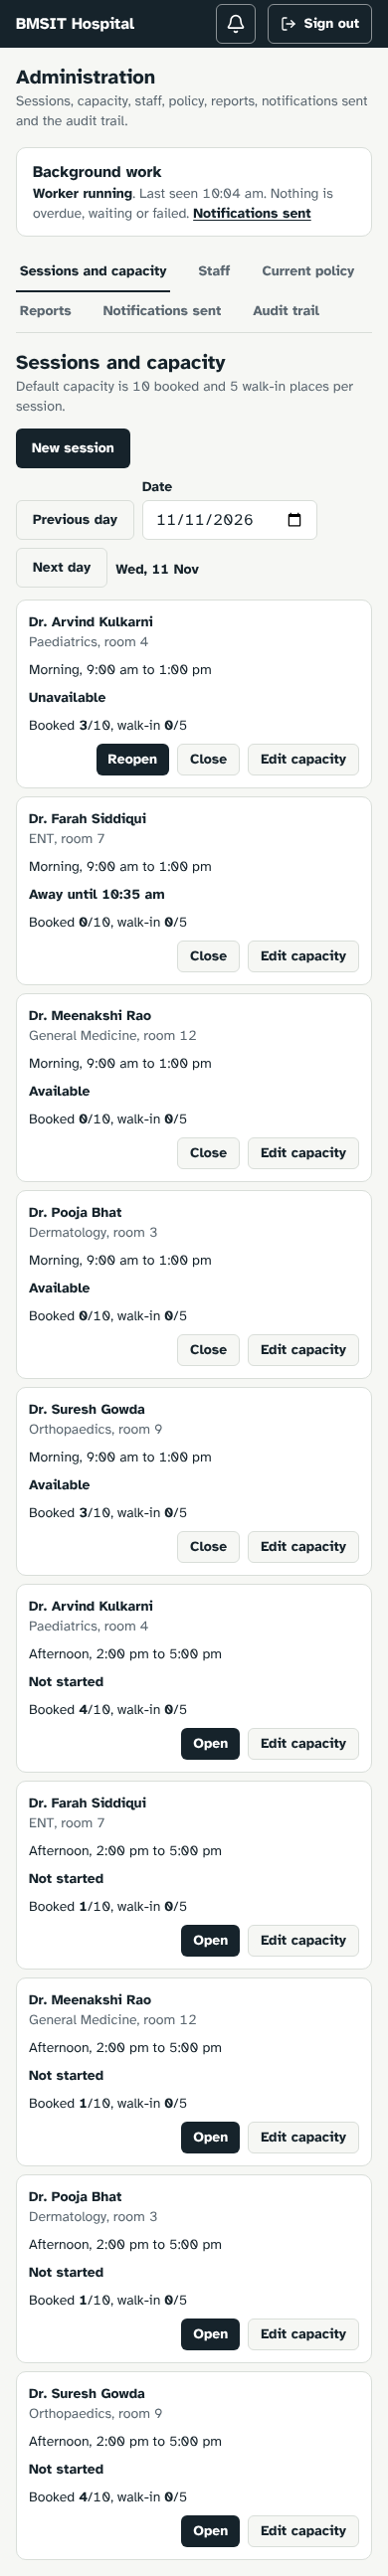 BMSIT Hospital
Sign out
Administration
Sessions, capacity, staff, policy, reports, notifications sent
and the audit trail.
Background work
Worker running. Last seen 10:04 am. Nothing is
overdue, waiting or failed. Notifications sent
Sessions and capacity Staff Current policy
Reports Notifications sent Audit trail
Sessions and capacity
Default capacity is 10 booked and 5 walk-in places per
session.
New session
Date
Previous day 11/11/2026
Next day Wed, 11 Nov
Dr. Arvind Kulkarni
Paediatrics, room 4
Morning, 9:00 am to 1:00 pm
Unavailable
Booked 3/10, walk-in 0/5
Reopen Close Edit capacity
Dr. Farah Siddiqui
ENT, room 7
Morning, 9:00 am to 1:00 pm
Away until 10:35 am
Booked 0/10, walk-in 0/5
Close Edit capacity
Dr. Meenakshi Rao
General Medicine, room 12
Morning, 9:00 am to 1:00 pm
Available
Booked 0/10, walk-in 0/5
Close Edit capacity
Dr. Pooja Bhat
Dermatology, room 3
Morning, 9:00 am to 1:00 pm
Available
Booked 0/10, walk-in 0/5
Close Edit capacity
Dr. Suresh Gowda
Orthopaedics, room 9
Morning, 9:00 am to 1:00 pm
Available
Booked 3/10, walk-in 0/5
Close Edit capacity
Dr. Arvind Kulkarni
Paediatrics, room 4
Afternoon, 2:00 pm to 5:00 pm
Not started
Booked 4/10, walk-in 0/5
Open Edit capacity
Dr. Farah Siddiqui
ENT, room 7
Afternoon, 2:00 pm to 5:00 pm
Not started
Booked 1/10, walk-in 0/5
Open Edit capacity
Dr. Meenakshi Rao
General Medicine, room 12
Afternoon, 2:00 pm to 5:00 pm
Not started
Booked 1/10, walk-in 0/5
Open Edit capacity
Dr. Pooja Bhat
Dermatology, room 3
Afternoon, 2:00 pm to 5:00 pm
Not started
Booked 1/10, walk-in 0/5
Open Edit capacity
Dr. Suresh Gowda
Orthopaedics, room 9
Afternoon, 2:00 pm to 5:00 pm
Not started
Booked 4/10, walk-in 0/5
Open Edit capacity